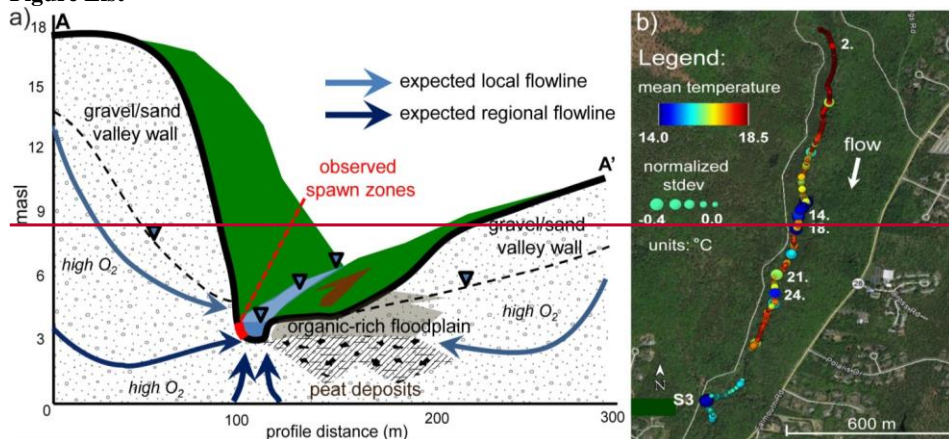 a)
18
A
15
12
masl
9
6
3
0
100
200
300
profile distance (m)
gravel/sand
valley wall
expected local flowline
expected regional flowline
observed
spawn zones
A'
gravel/sand
valley wall
high O2
high O2
high O2
organic-rich floodplain
peat deposits
b)
Legend:
mean temperature
14.0
18.5
normalized
stdev
-0.4
0.0
units: °C
flow
2.
14.
18.
21.
24.
28
N
S3
600 m